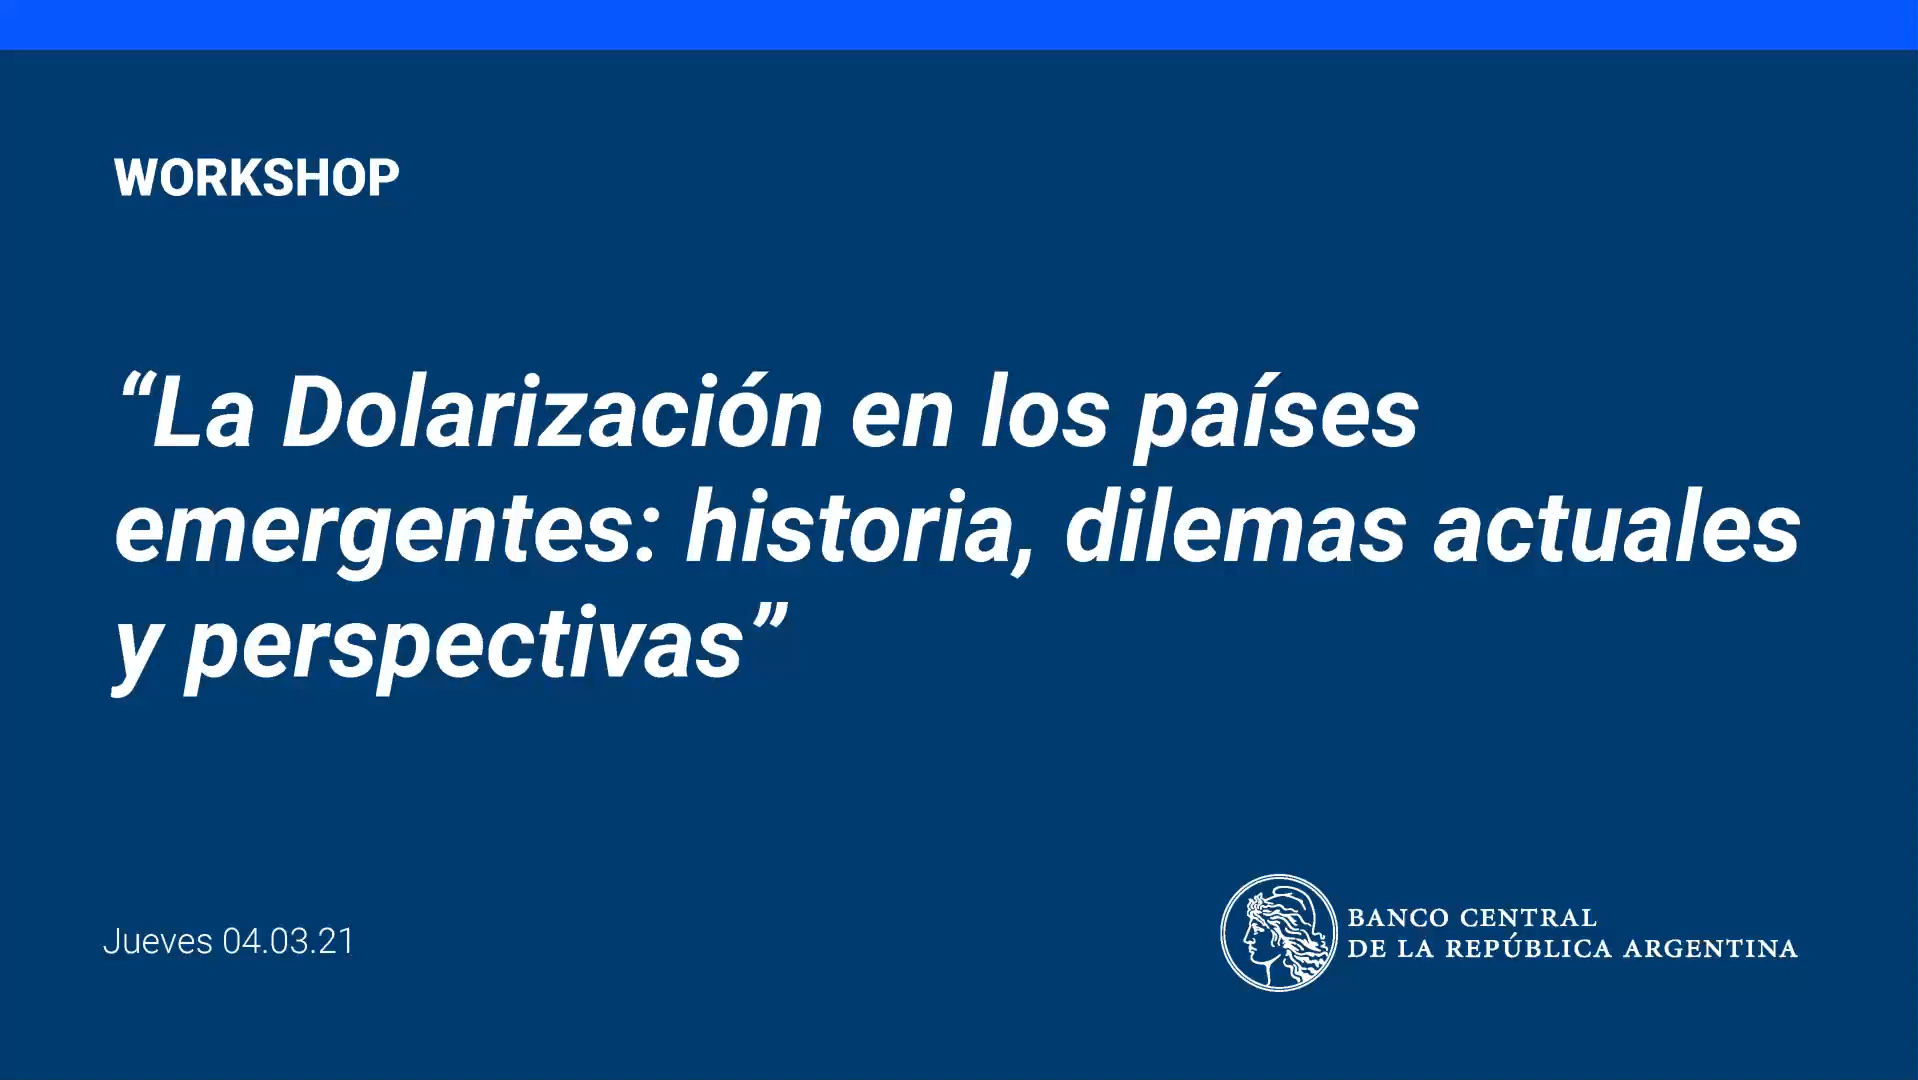 WORKSHOP
“La Dolarización en los países
emergentes: historia, dilemas actuales
y perspectivas”
Jueves 04.03.21
BANCO CENTRAL
DE LA REPÚBLICA ARGENTINA